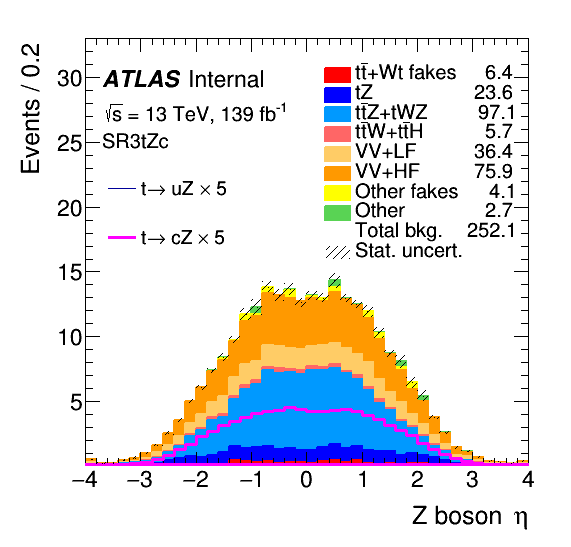 Events / 0.2
ATLAS Internal
√s = 13 TeV, 139 fb⁻¹
SR3tZc
t→ uZ × 5
t→ cZ × 5
tt̄+Wt fakes 6.4
tZ 23.6
tt̄Z+tWZ 97.1
tt̄W+tt̄H 5.7
VV+LF 36.4
VV+HF 75.9
Other fakes 4.1
Other 2.7
Total bkg. 252.1
Stat. uncert.
30
25
20
15
10
5
−4 −3 −2 −1 0 1 2 3 4
Z boson η